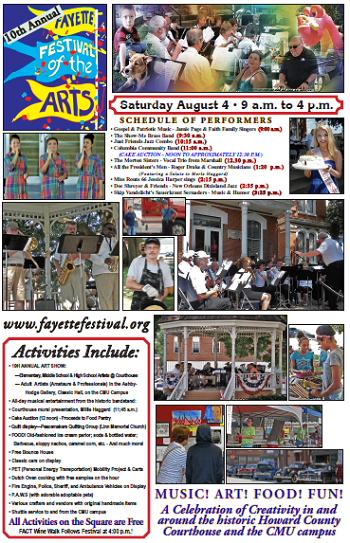 10th Annual
FAYETTE
FESTIVAL
of the
ARTS
Saturday August 4 • 9 a.m. to 4 p.m.
SCHEDULE OF PERFORMERS
• Gospel & Patriotic Music - Jamie Page & Faith Family Singers (9:00 a.m.)
• The Show-Me Brass Band (9:30 a.m.)
• Just Friends Jazz Combo (10:15 a.m.)
• Columbia Community Band (11:00 a.m.)
(CAKE AUCTION - NOON TO APPROXIMATELY 12:30 P.M.)
• The Morton Sisters - Vocal Trio from Marshall (12:30 p.m.)
• All the President's Men - Roger Drake & Country Musicians (1:20 p.m.)
(Featuring a Salute to Merle Haggard)
• Miss Route 66 Jessica Harper sings (2:15 p.m.)
• Doc Shreyer & Friends - New Orleans Dixieland Jazz (2:35 p.m.)
• Skip Vandelicht's Sauerkraut Serenaders - Music & Humor (3:25 p.m.)
www.fayettefestival.org
Activities Include:
• 10H ANNUAL ART SHOW:
—Elementary, Middle School & High School Artists @ Courthouse
— Adult Artists (Amateurs & Professionals) in the Ashby-
Hodge Gallery, Classic Hall, on the CMU Campus
• All-day musical entertainment from the historic bandstand:
• Courthouse mural presentation, Millie Haggard (11:45 a.m.)
• Cake Auction (12 noon) - Proceeds to Food Pantry
• Quilt display—Peacemakers Quilting Group (Linn Memorial Church)
• FOOD! Old-fashioned ice cream parlor; soda & bottled water;
Barbecue, sloppy nachos, caramel corn, etc. - And much more!
• Free Bounce House
• Classic cars on display
• PET (Personal Energy Transportation) Mobility Project & Carts
• Dutch Oven cooking with free samples on the hour
• Fire Engine, Police, Sheriff, and Ambulance Vehicles on Display
• P.A.W.S (with adorable adoptable pets)
• Various crafters and vendors with original handmade items
• Shuttle service to and from the CMU campus
All Activities on the Square are Free
FACT Wine Walk Follows Festival at 4:00 p.m.!
MUSIC! ART! FOOD! FUN!
A Celebration of Creativity in and
around the historic Howard County
Courthouse and the CMU campus